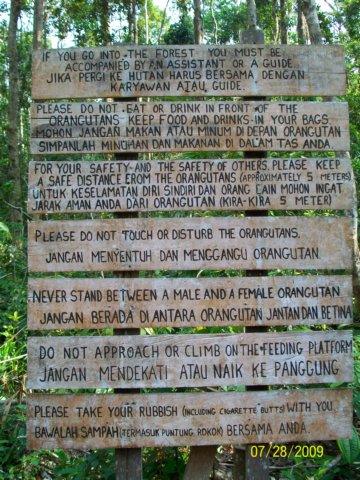 IF YOU GO INTO THE FOREST YOU MUST BE
ACCOMPANIED BY AN ASSISTANT OR A GUIDE.
JIKA PERGI KE HUTAN HARUS BERSAMA DENGAN
KARYAWAN ATAU GUIDE.
PLEASE DO NOT EAT OR DRINK IN FRONT OF THE
ORANGUTANS KEEP FOOD AND DRINKS IN YOUR BAGS
MOHON JANGAN MAKAN ATAU MINUM DI DEPAN ORANGUTAN
SIMPANLAH MINUMAN DAN MAKANAN DI DALAM TAS ANDA.
FOR YOUR SAFETY AND THE SAFETY OF OTHERS. PLEASE KEEP
A SAFE DISTANCE FROM THE ORANGUTANS (APPROXIMATELY 5 METERS)
UNTUK KESELAMATAN DIRI SINDIRI DAN ORANG LAIN MOHON INGAT
JARAK AMAN ANDA DARI ORANGUTAN (KIRA-KIRA 5 METER)
PLEASE DO NOT TOUCH OR DISTURB THE ORANGUTANS.
JANGAN MENYENTUH DAN MENGGANGU ORANGUTAN
NEVER STAND BETWEEN A MALE AND A FEMALE ORANGUTAN
JANGAN BERADA DI ANTARA ORANGUTAN JANTAN DAN BETINA
DO NOT APPROACH OR CLIMB ON THE FEEDING PLATFORM
JANGAN MENDEKATI ATAU NAIK KE PANGGUNG
PLEASE TAKE YOUR RUBBISH (INCLUDING CIGARETTE BUTTS) WITH YOU
BAWALAH SAMPAH (TERMASUK PUNTUNG ROKOK) BERSAMA ANDA.
07/28/2009